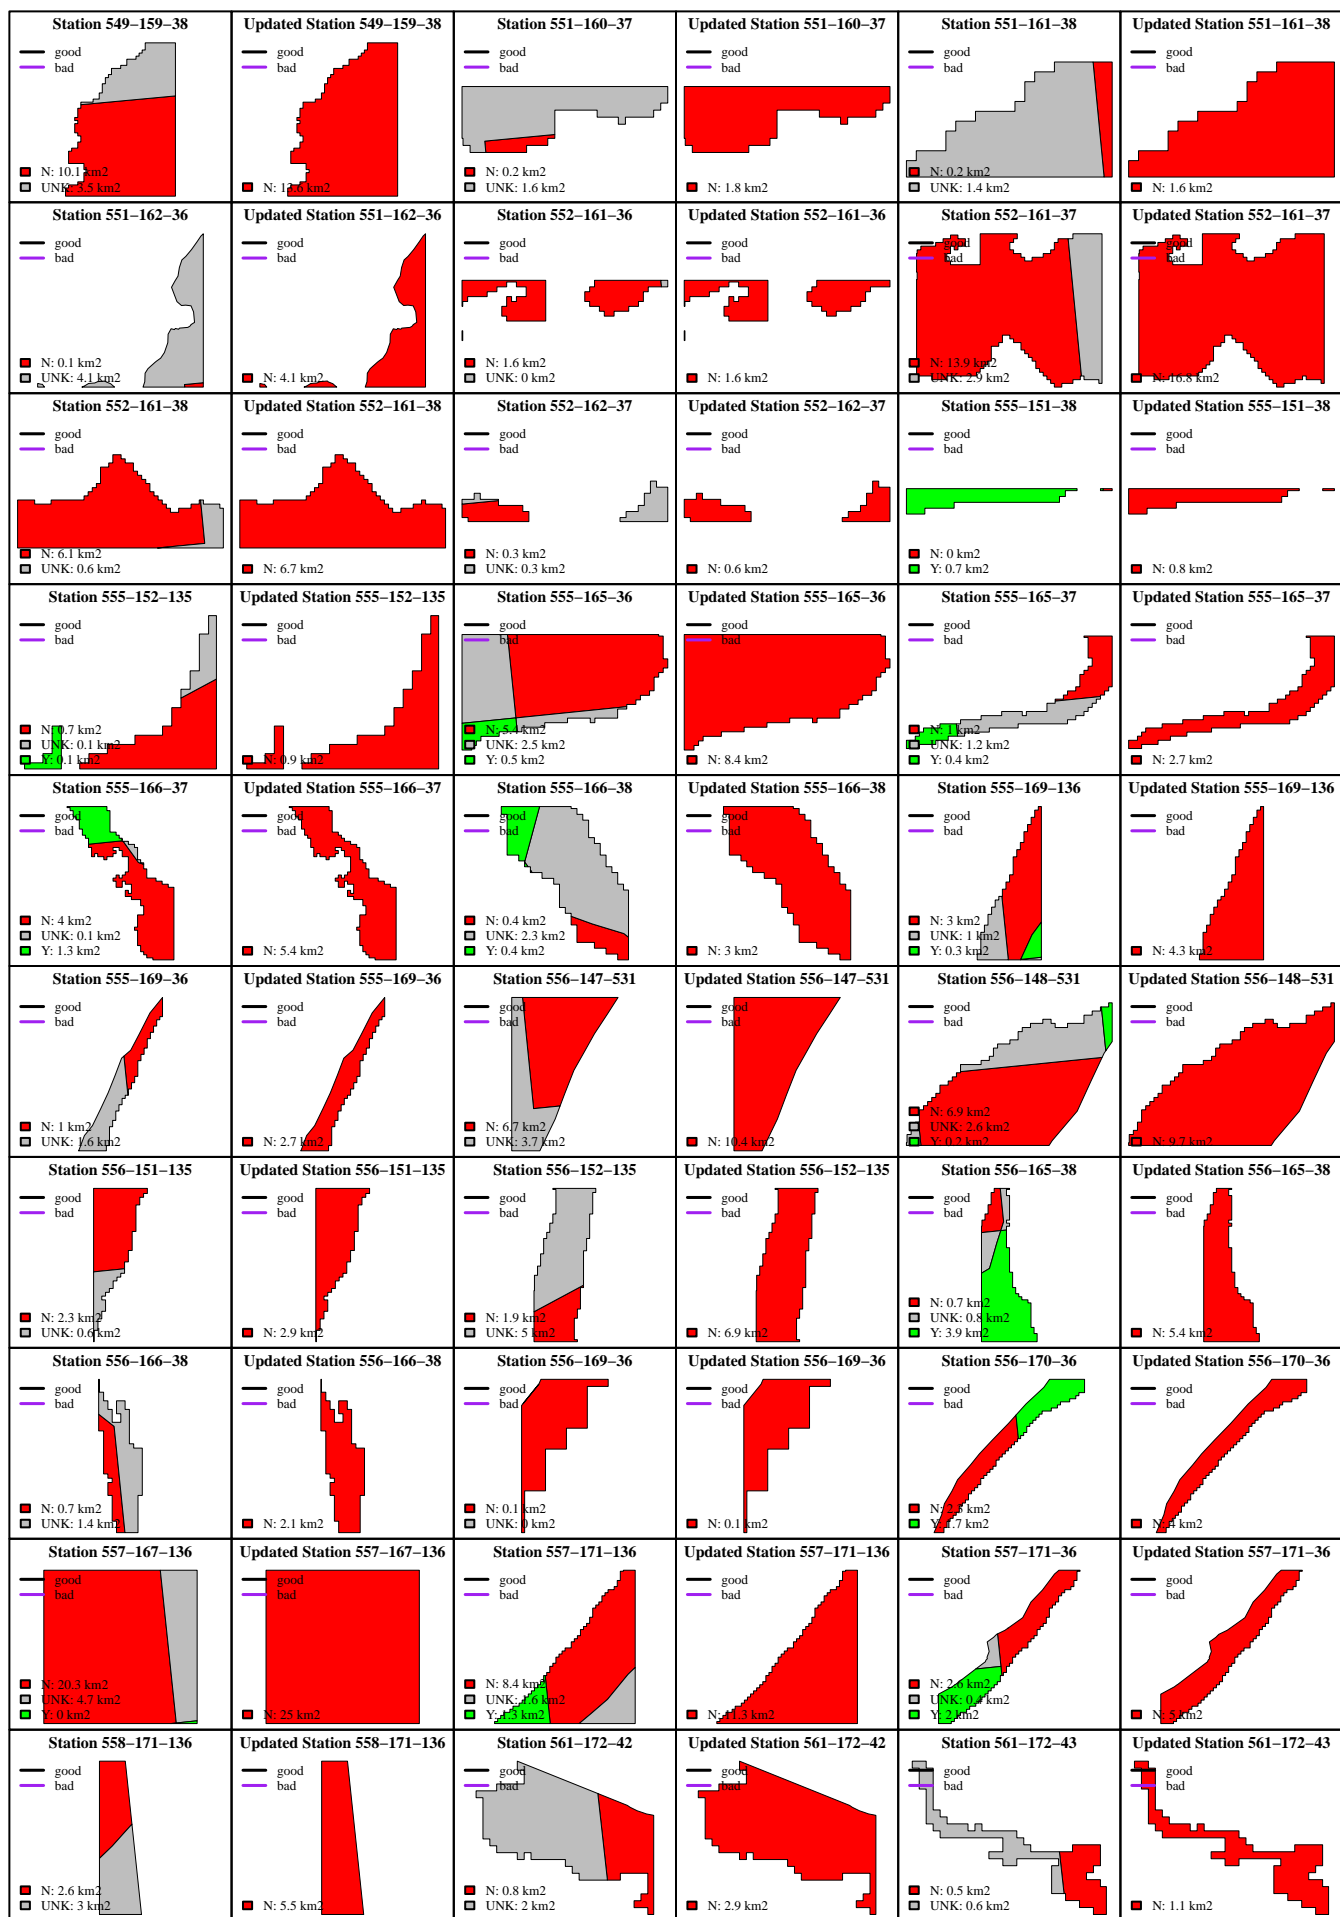 Station 549−159−38
good
bad
N: 10.1 km2
UNK: 3.5 km2
Updated Station 549−159−38
good
bad
N: 13.6 km2
Station 551−160−37
good
bad
N: 0.2 km2
UNK: 1.6 km2
Updated Station 551−160−37
good
bad
N: 1.8 km2
Station 551−161−38
good
bad
N: 0.2 km2
UNK: 1.4 km2
Updated Station 551−161−38
good
bad
N: 1.6 km2
Station 551−162−36
good
bad
N: 0.1 km2
UNK: 4.1 km2
Updated Station 551−162−36
good
bad
N: 4.1 km2
Station 552−161−36
good
bad
N: 1.6 km2
UNK: 0 km2
Updated Station 552−161−36
good
bad
N: 1.6 km2
Station 552−161−37
good
bad
N: 13.9 km2
UNK: 2.9 km2
Updated Station 552−161−37
good
bad
N: 16.8 km2
Station 552−161−38
good
bad
N: 6.1 km2
UNK: 0.6 km2
Updated Station 552−161−38
good
bad
N: 6.7 km2
Station 552−162−37
good
bad
N: 0.3 km2
UNK: 0.3 km2
Updated Station 552−162−37
good
bad
N: 0.6 km2
Station 555−151−38
good
bad
N: 0 km2
Y: 0.7 km2
Updated Station 555−151−38
good
bad
N: 0.8 km2
Station 555−152−135
good
bad
N: 0.7 km2
UNK: 0.1 km2
Y: 0.1 km2
Updated Station 555−152−135
good
bad
N: 0.9 km2
Station 555−165−36
good
bad
N: 5.4 km2
UNK: 2.5 km2
Y: 0.5 km2
Updated Station 555−165−36
good
bad
N: 8.4 km2
Station 555−165−37
good
bad
N: 1 km2
UNK: 1.2 km2
Y: 0.4 km2
Updated Station 555−165−37
good
bad
N: 2.7 km2
Station 555−166−37
good
bad
N: 4 km2
UNK: 0.1 km2
Y: 1.3 km2
Updated Station 555−166−37
good
bad
N: 5.4 km2
Station 555−166−38
good
bad
N: 0.4 km2
UNK: 2.3 km2
Y: 0.4 km2
Updated Station 555−166−38
good
bad
N: 3 km2
Station 555−169−136
good
bad
N: 3 km2
UNK: 1 km2
Y: 0.3 km2
Updated Station 555−169−136
good
bad
N: 4.3 km2
Station 555−169−36
good
bad
N: 1 km2
UNK: 1.6 km2
Updated Station 555−169−36
good
bad
N: 2.7 km2
Station 556−147−531
good
bad
N: 6.7 km2
UNK: 3.7 km2
Updated Station 556−147−531
good
bad
N: 10.4 km2
Station 556−148−531
good
bad
N: 6.9 km2
UNK: 2.6 km2
Y: 0.2 km2
Updated Station 556−148−531
good
bad
N: 9.7 km2
Station 556−151−135
good
bad
N: 2.3 km2
UNK: 0.6 km2
Updated Station 556−151−135
good
bad
N: 2.9 km2
Station 556−152−135
good
bad
N: 1.9 km2
UNK: 5 km2
Updated Station 556−152−135
good
bad
N: 6.9 km2
Station 556−165−38
good
bad
N: 0.7 km2
UNK: 0.8 km2
Y: 3.9 km2
Updated Station 556−165−38
good
bad
N: 5.4 km2
Station 556−166−38
good
bad
N: 0.7 km2
UNK: 1.4 km2
Updated Station 556−166−38
good
bad
N: 2.1 km2
Station 556−169−36
good
bad
N: 0.1 km2
UNK: 0 km2
Updated Station 556−169−36
good
bad
N: 0.1 km2
Station 556−170−36
good
bad
N: 2.3 km2
Y: 1.7 km2
Updated Station 556−170−36
good
bad
N: 4 km2
Station 557−167−136
good
bad
N: 20.3 km2
UNK: 4.7 km2
Y: 0 km2
Updated Station 557−167−136
good
bad
N: 25 km2
Station 557−171−136
good
bad
N: 8.4 km2
UNK: 1.6 km2
Y: 1.3 km2
Updated Station 557−171−136
good
bad
N: 11.3 km2
Station 557−171−36
good
bad
N: 2.6 km2
UNK: 0.4 km2
Y: 2 km2
Updated Station 557−171−36
good
bad
N: 5 km2
Station 558−171−136
good
bad
N: 2.6 km2
UNK: 3 km2
Updated Station 558−171−136
good
bad
N: 5.5 km2
Station 561−172−42
good
bad
N: 0.8 km2
UNK: 2 km2
Updated Station 561−172−42
good
bad
N: 2.9 km2
Station 561−172−43
good
bad
N: 0.5 km2
UNK: 0.6 km2
Updated Station 561−172−43
good
bad
N: 1.1 km2